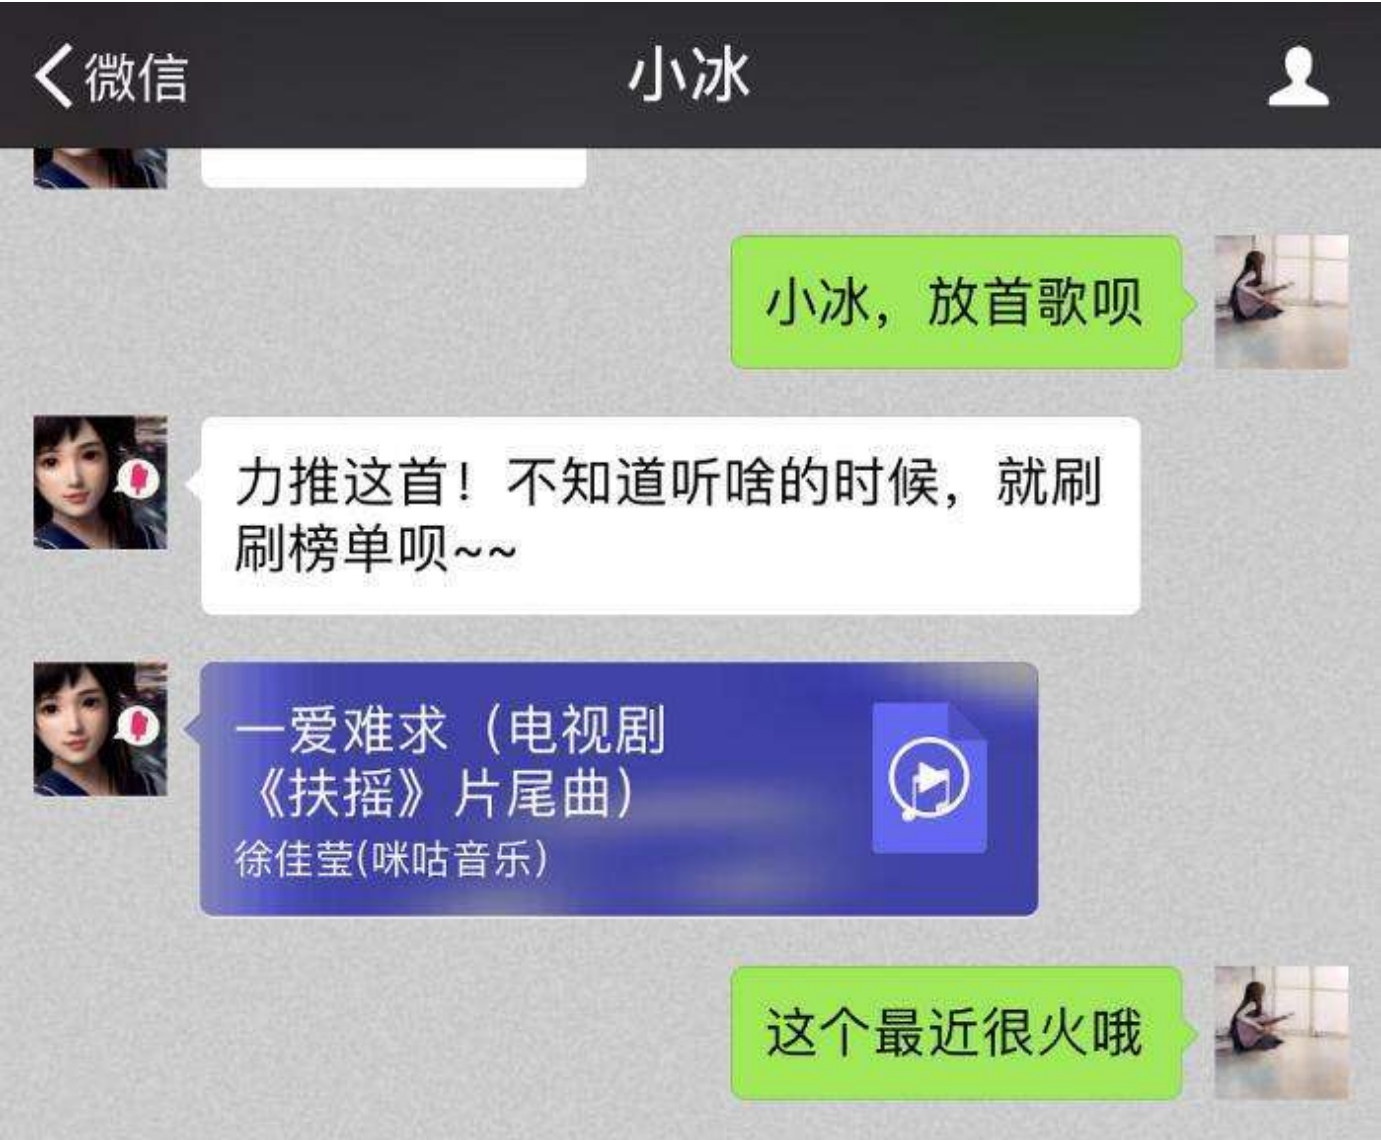 微信
小冰
小冰，放首歌呗
力推这首！不知道听啥的时候，就刷
刷榜单呗~~
一爱难求（电视剧
《扶摇》片尾曲）
徐佳莹(咪咕音乐）
这个最近很火哦